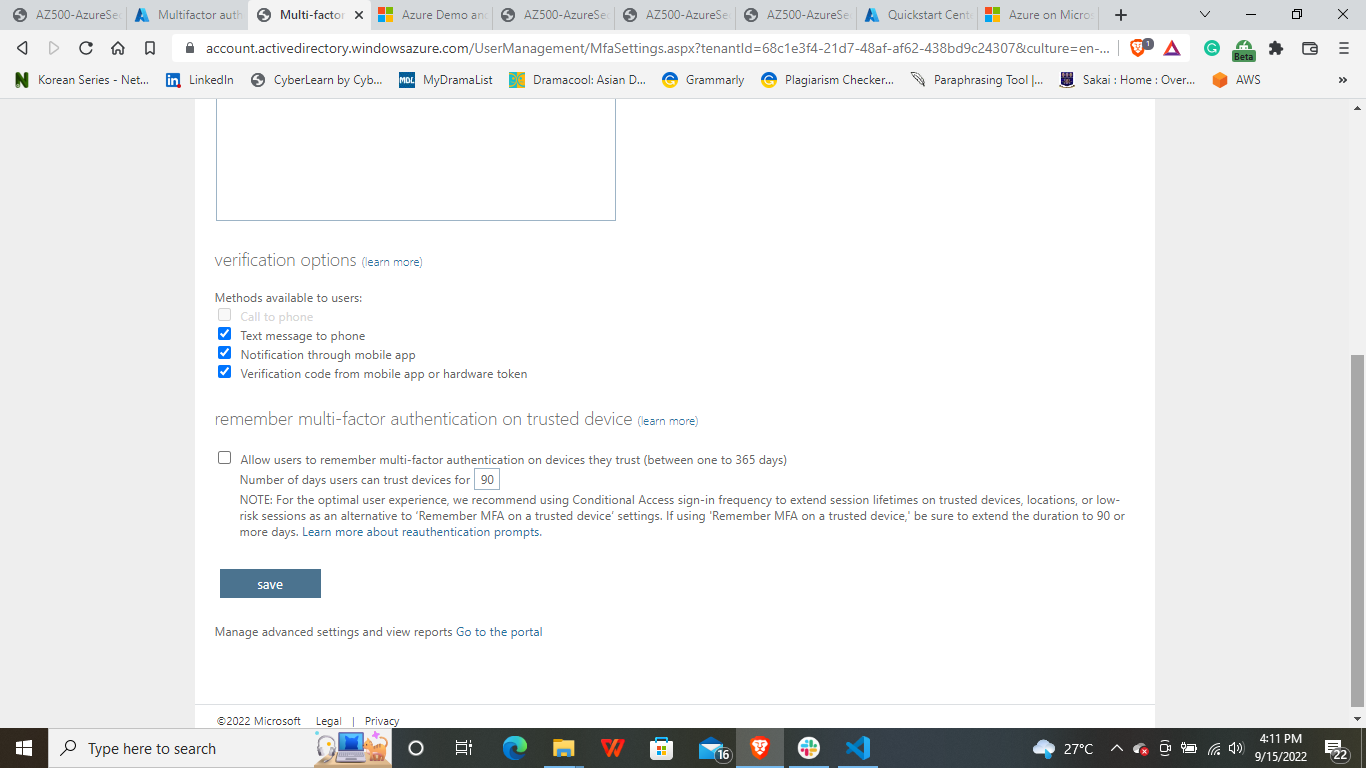 AZ500-AzureSec
Multifactor auth
Multi-factor
Azure Demo and
AZ500-AzureSec
AZ500-AzureSe
AZ500-AzureSe
Quickstart Cente
Azure on Micros
account.activedirectory.windowsazure.com/UserManagement/MfaSettings.aspx?tenantId=68c1e3f4-21d7-48af-af62-438bd9c24307&culture=en-...
1
Beta
Korean Series - Net...
LinkedIn
CyberLearn by Cyb...
MDL MyDramaList
Dramacool: Asian D...
Grammarly
Plagiarism Checker...
Paraphrasing Tool |...
Sakai : Home : Over...
AWS
»
verification options (learn more)
Methods available to users:
Call to phone
Text message to phone
Notification through mobile app
Verification code from mobile app or hardware token
remember multi-factor authentication on trusted device (learn more)
Allow users to remember multi-factor authentication on devices they trust (between one to 365 days)
Number of days users can trust devices for 90
NOTE: For the optimal user experience, we recommend using Conditional Access sign-in frequency to extend session lifetimes on trusted devices, locations, or low-
risk sessions as an alternative to 'Remember MFA on a trusted device' settings. If using 'Remember MFA on a trusted device,' be sure to extend the duration to 90 or
more days. Learn more about reauthentication prompts.
save
Manage advanced settings and view reports Go to the portal
©2022 Microsoft Legal | Privacy
Type here to search
16
27°C
4:11 PM
9/15/2022
22